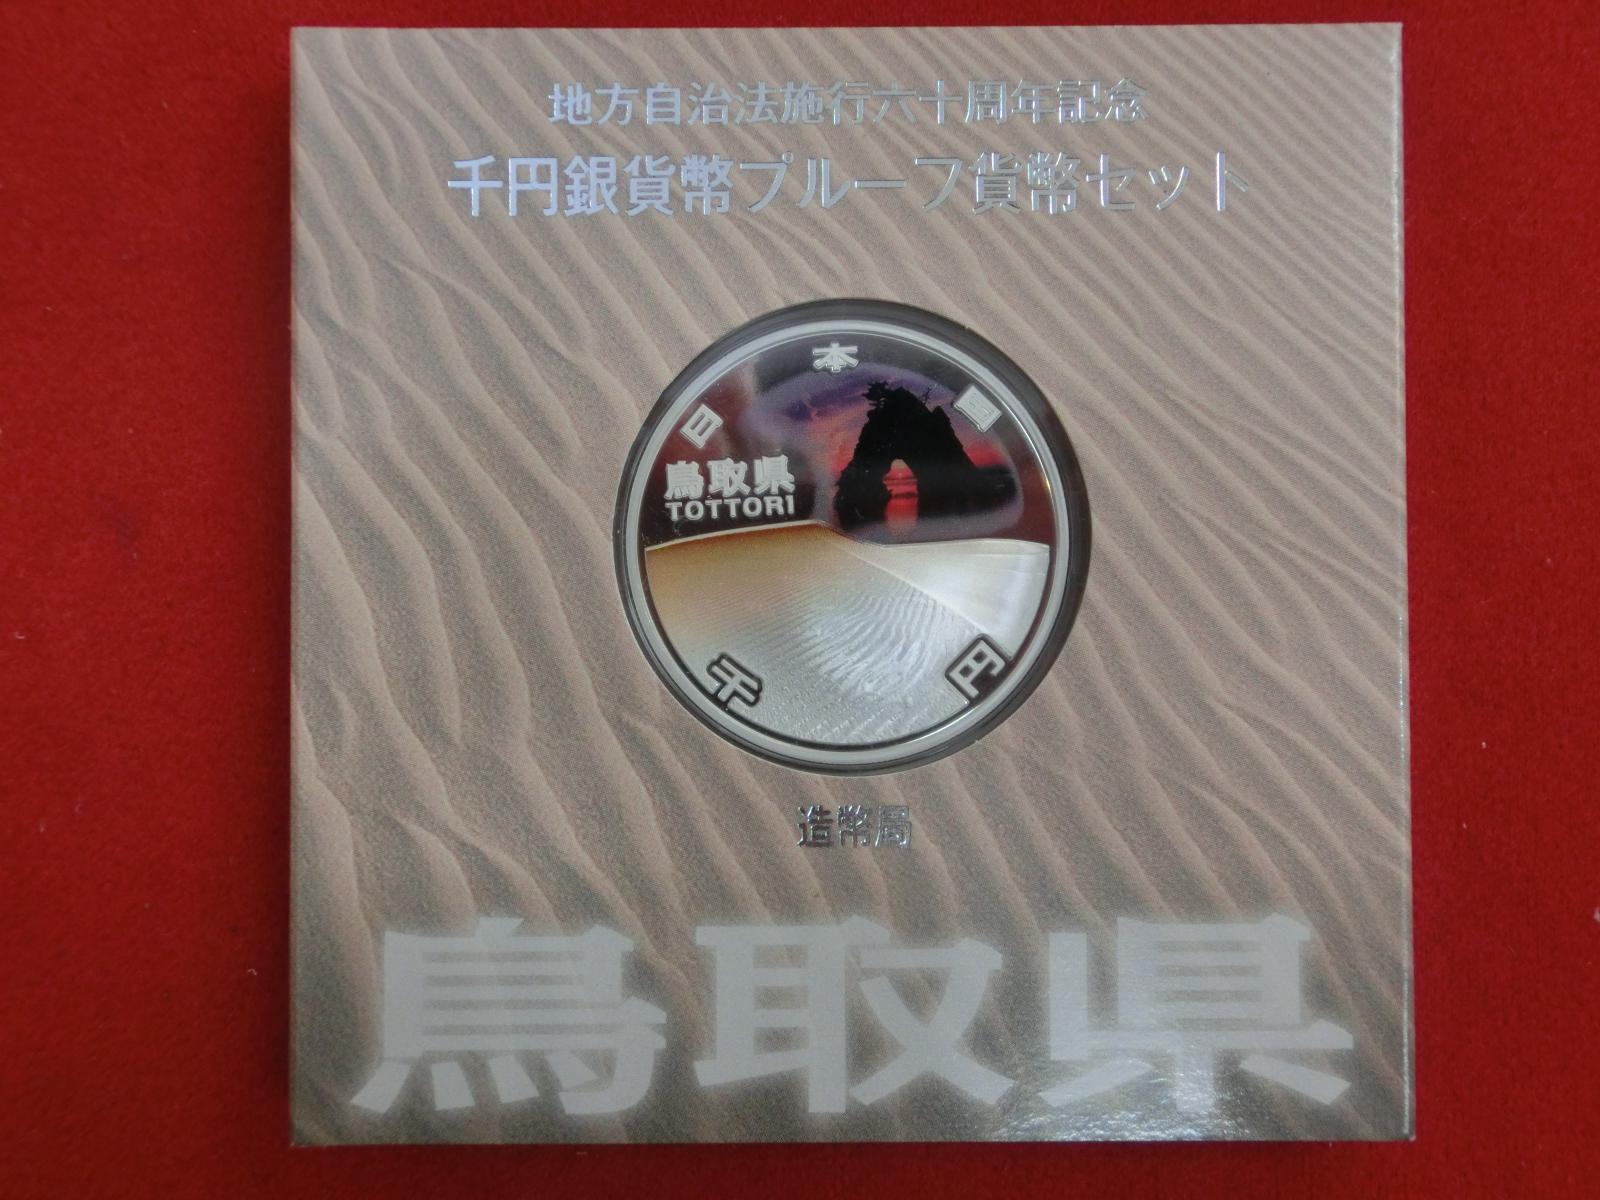 地方自治法施行六十周年記念
千円銀貨幣プルーフ貨幣セット
日本国
鳥取県
TOTTORI
千円
造幣局
鳥取県